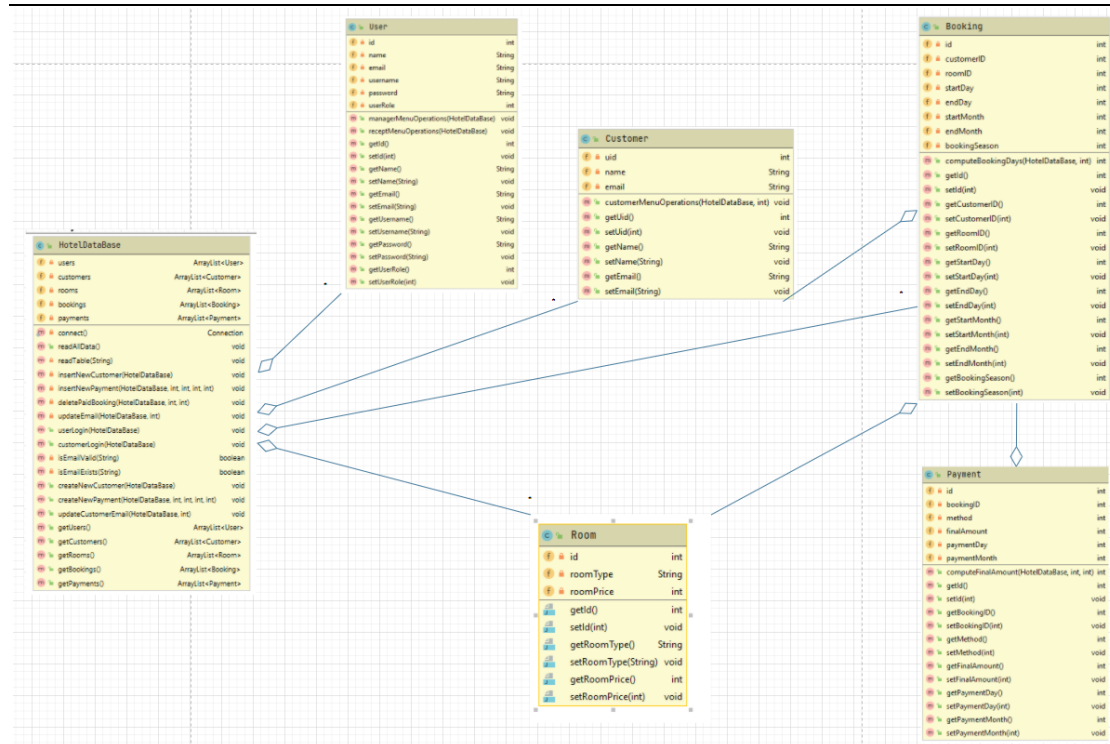 User
id int
name String
email String
username String
password String
userRole int
managerMenuOperations(HotelDataBase) void
receptMenuOperations(HotelDataBase) void
getId() int
setId(int) void
getName() String
setName(String) void
getEmail() String
setEmail(String) void
getUsername() String
setUsername(String) void
getPassword() String
setPassword(String) void
getUserRole() int
setUserRole(int) void
Customer
uid int
name String
email String
customerMenuOperations(HotelDataBase, int) void
getUid() int
setUid(int) void
getName() String
setName(String) void
getEmail() String
setEmail(String) void
Booking
id int
customerID int
roomID int
startDay int
endDay int
startMonth int
endMonth int
bookingSeason int
computeBookingDays(HotelDataBase, int) int
getId() int
setId(int) void
getCustomerID() int
setCustomerID(int) void
getRoomID() int
setRoomID(int) void
getStartDay() int
setStartDay(int) void
getEndDay() int
setEndDay(int) void
getStartMonth() int
setStartMonth(int) void
getEndMonth() int
setEndMonth(int) void
getBookingSeason() int
setBookingSeason(int) void
HotelDataBase
users ArrayList<User>
customers ArrayList<Customer>
rooms ArrayList<Room>
bookings ArrayList<Booking>
payments ArrayList<Payment>
connect() Connection
readAllData() void
readTable(String) void
insertNewCustomer(HotelDataBase) void
insertNewPayment(HotelDataBase, int, int, int, int) void
deletePaidBooking(HotelDataBase, int, int) void
updateEmail(HotelDataBase, int) void
userLogin(HotelDataBase) void
customerLogin(HotelDataBase) void
isEmailValid(String) boolean
isEmailExists(String) boolean
createNewCustomer(HotelDataBase) void
createNewPayment(HotelDataBase, int, int, int, int) void
updateCustomerEmail(HotelDataBase, int) void
getUsers() ArrayList<User>
getCustomers() ArrayList<Customer>
getRooms() ArrayList<Room>
getBookings() ArrayList<Booking>
getPayments() ArrayList<Payment>
Room
id int
roomType String
roomPrice int
getId() int
setId(int) void
getRoomType() String
setRoomType(String) void
getRoomPrice() int
setRoomPrice(int) void
Payment
id int
bookingID int
method int
finalAmount int
paymentDay int
paymentMonth int
computeFinalAmount(HotelDataBase, int, int) int
getId() int
setId(int) void
getBookingID() int
setBookingID(int) void
getMethod() int
setMethod(int) void
getFinalAmount() int
setFinalAmount(int) void
getPaymentDay() int
setPaymentDay(int) void
getPaymentMonth() int
setPaymentMonth(int) void